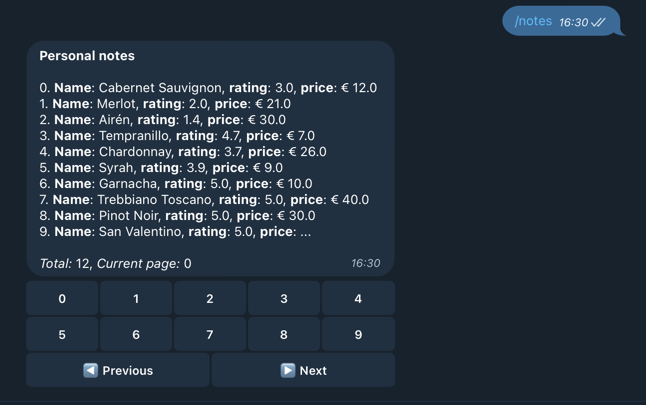 /notes 16:30
Personal notes
0. Name: Cabernet Sauvignon, rating: 3.0, price: € 12.0
1. Name: Merlot, rating: 2.0, price: € 21.0
2. Name: Airén, rating: 1.4, price: € 30.0
3. Name: Tempranillo, rating: 4.7, price: € 7.0
4. Name: Chardonnay, rating: 3.7, price: € 26.0
5. Name: Syrah, rating: 3.9, price: € 9.0
6. Name: Garnacha, rating: 5.0, price: € 10.0
7. Name: Trebbiano Toscano, rating: 5.0, price: € 40.0
8. Name: Pinot Noir, rating: 5.0, price: € 30.0
9. Name: San Valentino, rating: 5.0, price: ...
Total: 12, Current page: 0 16:30
0 1 2 3 4
5 6 7 8 9
Previous Next